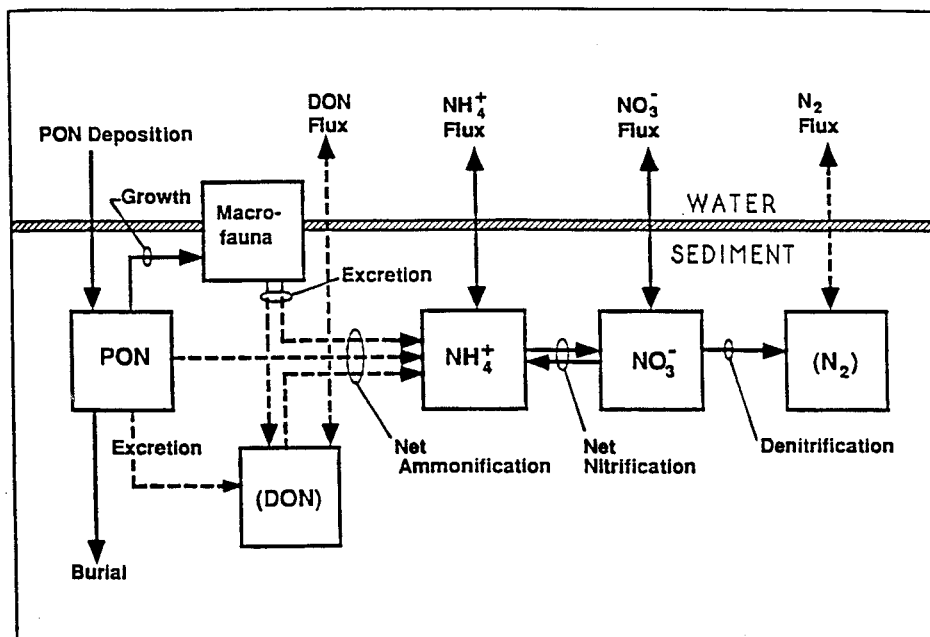 DON
Flux
NH4+
Flux
NO3-
Flux
N2
Flux
PON Deposition
Growth
Macro-
fauna
WATER
SEDIMENT
Excretion
PON
NH4+
NO3-
(N2)
Excretion
(DON)
Net
Ammonification
Net
Nitrification
Denitrification
Burial